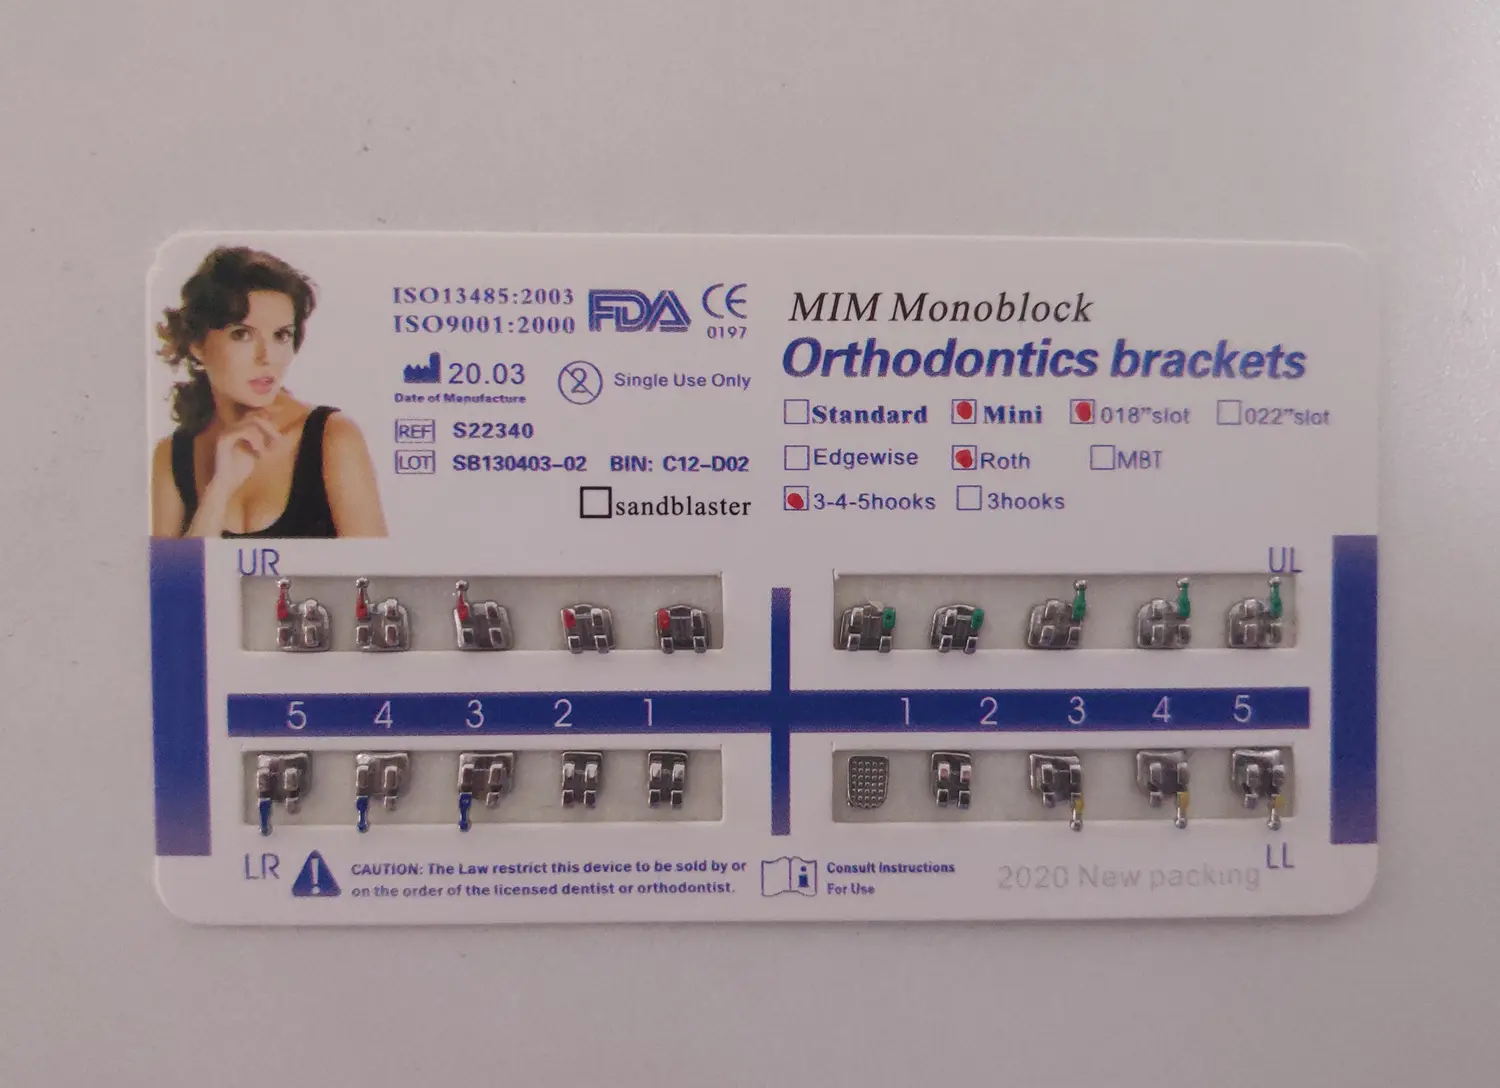 ISO13485:2003
ISO9001:2000
FDA
CE
0197
20.03
Date of Manufacture
2
Single Use Only
REF S22340
LOT SB130403-02 BIN: C12-D02
sandblaster
MIM Monoblock
Orthodontics brackets
Standard Mini 018"slot 022"slot
Edgewise Roth MBT
3-4-5hooks 3hooks
UR UL
5 4 3 2 1 1 2 3 4 5
LR LL
! CAUTION: The Law restrict this device to be sold by or
on the order of the licensed dentist or orthodontist.
i Consult Instructions
For Use
2020 New packing